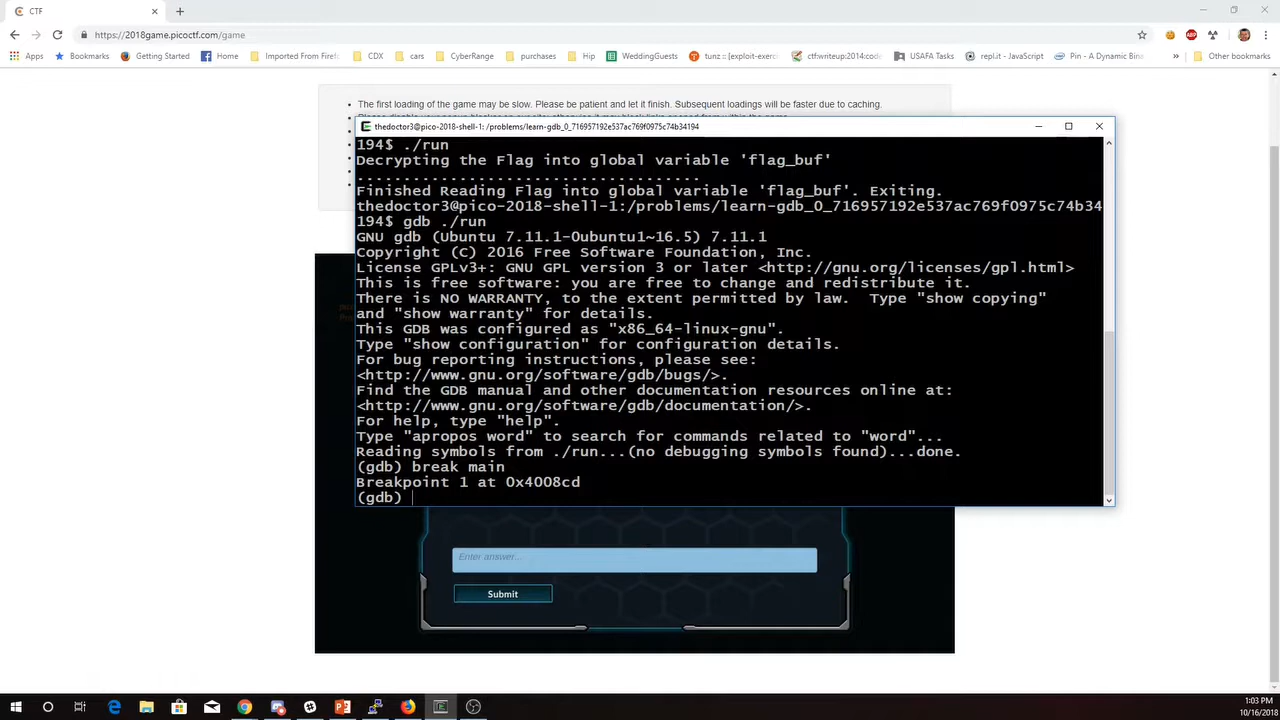 CTF
https://2018game.picoctf.com/game
Apps Bookmarks Getting Started Home Imported From Firefo CDX cars CyberRange purchases Hip WeddingGuests tunz ::: [exploit-exerc ctf:writeup:2014:code USAFA Tasks repl.it - JavaScript Pin - A Dynamic Bina » Other bookmarks
The first loading of the game may be slow. Please be patient and let it finish. Subsequent loadings will be faster due to caching.
thedoctor3@pico-2018-shell-1: /problems/learn-gdb_0_716957192e537ac769f0975c74b34194
194$ ./run
Decrypting the Flag into global variable 'flag_buf'
.....................................
Finished Reading Flag into global variable 'flag_buf'. Exiting.
thedoctor3@pico-2018-shell-1:/problems/learn-gdb_0_716957192e537ac769f0975c74b34
194$ gdb ./run
GNU gdb (Ubuntu 7.11.1-0ubuntu1~16.5) 7.11.1
Copyright (C) 2016 Free Software Foundation, Inc.
License GPLv3+: GNU GPL version 3 or later <http://gnu.org/licenses/gpl.html>
This is free software: you are free to change and redistribute it.
There is NO WARRANTY, to the extent permitted by law.  Type "show copying"
and "show warranty" for details.
This GDB was configured as "x86_64-linux-gnu".
Type "show configuration" for configuration details.
For bug reporting instructions, please see:
<http://www.gnu.org/software/gdb/bugs/>.
Find the GDB manual and other documentation resources online at:
<http://www.gnu.org/software/gdb/documentation/>.
For help, type "help".
Type "apropos word" to search for commands related to "word"...
Reading symbols from ./run...(no debugging symbols found)...done.
(gdb) break main
Breakpoint 1 at 0x4008cd
(gdb)
Enter answer...
Submit
1:03 PM
10/16/2018